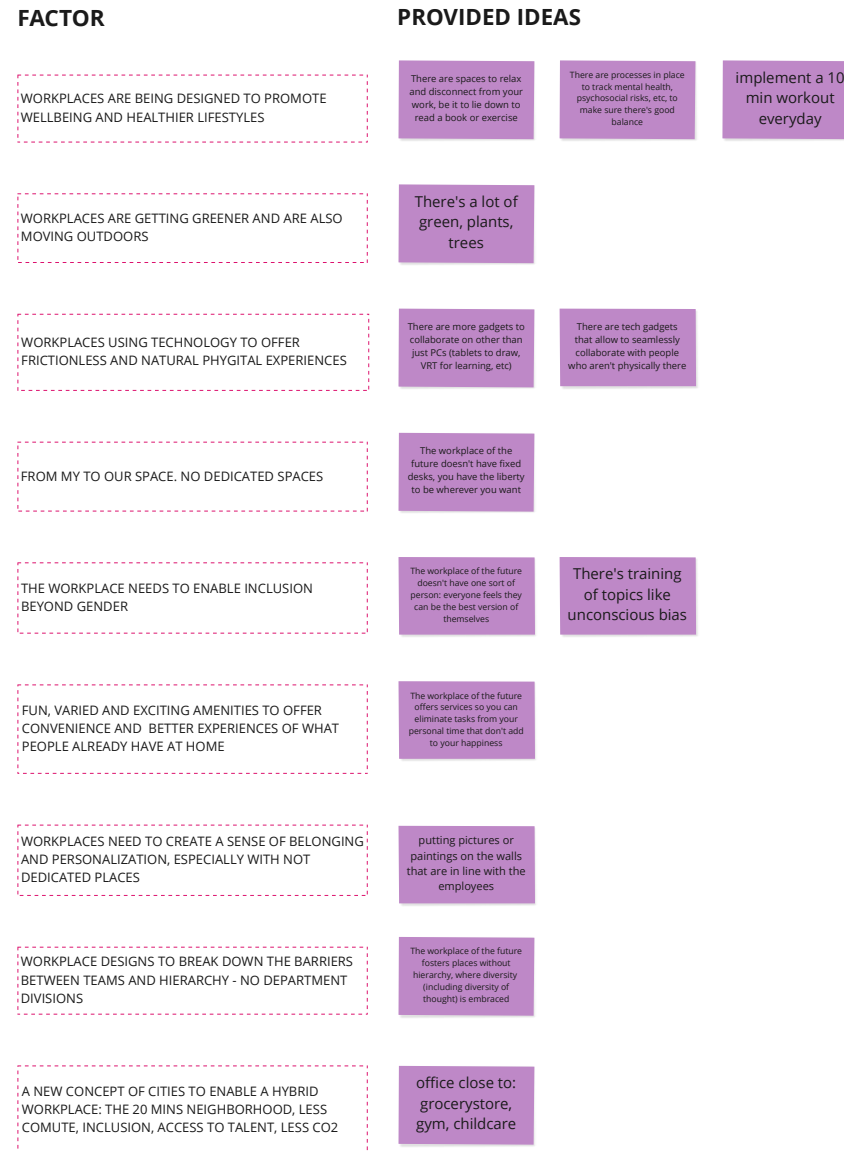 FACTOR
PROVIDED IDEAS
WORKPLACES ARE BEING DESIGNED TO PROMOTE
WELLBEING AND HEALTHIER LIFESTYLES
There are spaces to relax
and disconnect from your
work, be it to lie down to
read a book or exercise
There are processes in place
to track mental health,
psychosocial risks, etc, to
make sure there's good
balance
implement a 10
min workout
everyday
WORKPLACES ARE GETTING GREENER AND ARE ALSO
MOVING OUTDOORS
There's a lot of
green, plants,
trees
WORKPLACES USING TECHNOLOGY TO OFFER
FRICTIONLESS AND NATURAL PHYGITAL EXPERIENCES
There are more gadgets to
collaborate on other than
just PCs (tablets to draw,
VRT for learning, etc)
There are tech gadgets
that allow to seamlessly
collaborate with people
who aren't physically there
FROM MY TO OUR SPACE. NO DEDICATED SPACES
The workplace of the
future doesn't have fixed
desks, you have the liberty
to be wherever you want
THE WORKPLACE NEEDS TO ENABLE INCLUSION
BEYOND GENDER
The workplace of the future
doesn't have one sort of
person: everyone feels they
can be the best version of
themselves
There's training
of topics like
unconscious bias
FUN, VARIED AND EXCITING AMENITIES TO OFFER
CONVENIENCE AND  BETTER EXPERIENCES OF WHAT
PEOPLE ALREADY HAVE AT HOME
The workplace of the future
offers services so you can
eliminate tasks from your
personal time that don't add
to your happiness
WORKPLACES NEED TO CREATE A SENSE OF BELONGING
AND PERSONALIZATION, ESPECIALLY WITH NOT
DEDICATED PLACES
putting pictures or
paintings on the walls
that are in line with the
employees
WORKPLACE DESIGNS TO BREAK DOWN THE BARRIERS
BETWEEN TEAMS AND HIERARCHY - NO DEPARTMENT
DIVISIONS
The workplace of the future
fosters places without
hierarchy, where diversity
(including diversity of
thought) is embraced
A NEW CONCEPT OF CITIES TO ENABLE A HYBRID
WORKPLACE: THE 20 MINS NEIGHBORHOOD, LESS
COMUTE, INCLUSION, ACCESS TO TALENT, LESS CO2
office close to:
grocerystore,
gym, childcare